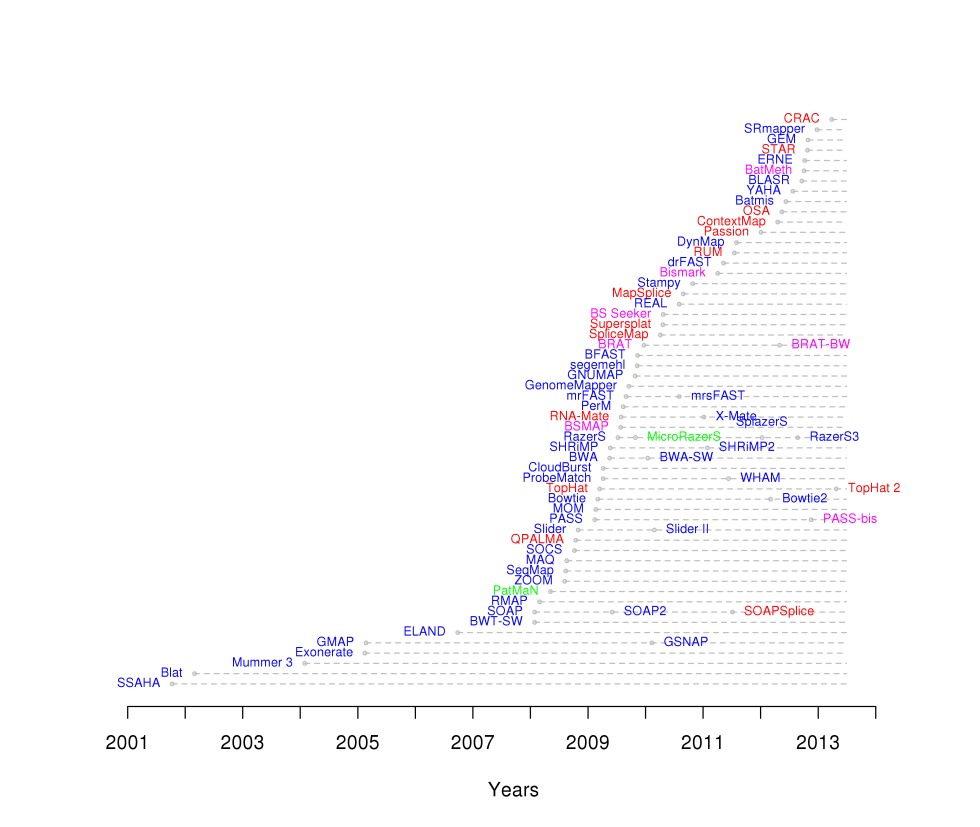 CRAC
SRmapper
GEM
STAR
ERNE
BatMeth
BLASR
YAHA
Batmis
OSA
ContextMap
Passion
DynMap
RUM
drFAST
Bismark
Stampy
MapSplice
REAL
BS Seeker
Supersplat
SpliceMap
BRAT BRAT-BW
BFAST
segemehl
GNUMAP
GenomeMapper
mrFAST mrsFAST
PerM
RNA-Mate X-Mate
SplazerS
BSMAP
RazerS MicroRazerS RazerS3
SHRiMP SHRiMP2
BWA BWA-SW
CloudBurst
ProbeMatch WHAM
TopHat TopHat 2
Bowtie Bowtie2
MOM
PASS PASS-bis
Slider Slider II
QPALMA
SOCS
MAQ
SeqMap
ZOOM
PatMaN
RMAP
SOAP SOAP2 SOAPSplice
BWT-SW
ELAND
GMAP GSNAP
Exonerate
Mummer 3
Blat
SSAHA
2001 2003 2005 2007 2009 2011 2013
Years